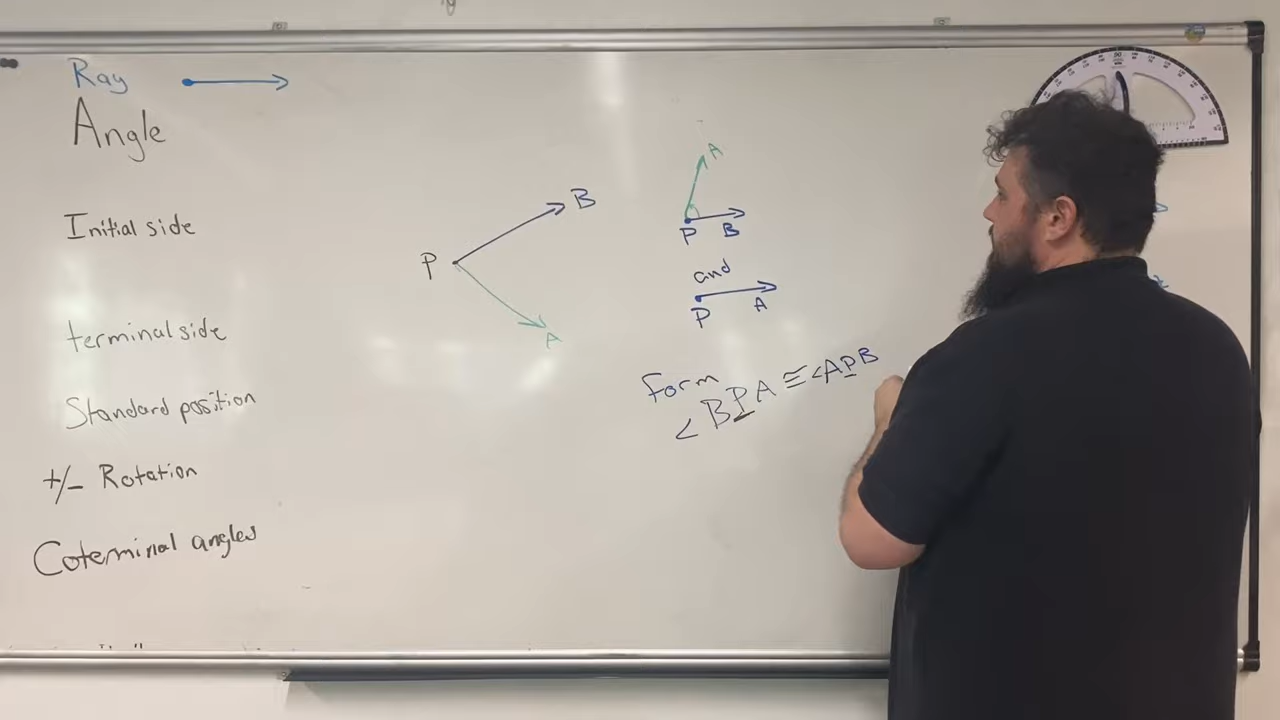 Ray
Angle
Initial side
terminal side
Standard position
+/- Rotation
Coterminal angles
B
P
A
A
P B
and
P A
Form
<BPA ≅ <APB